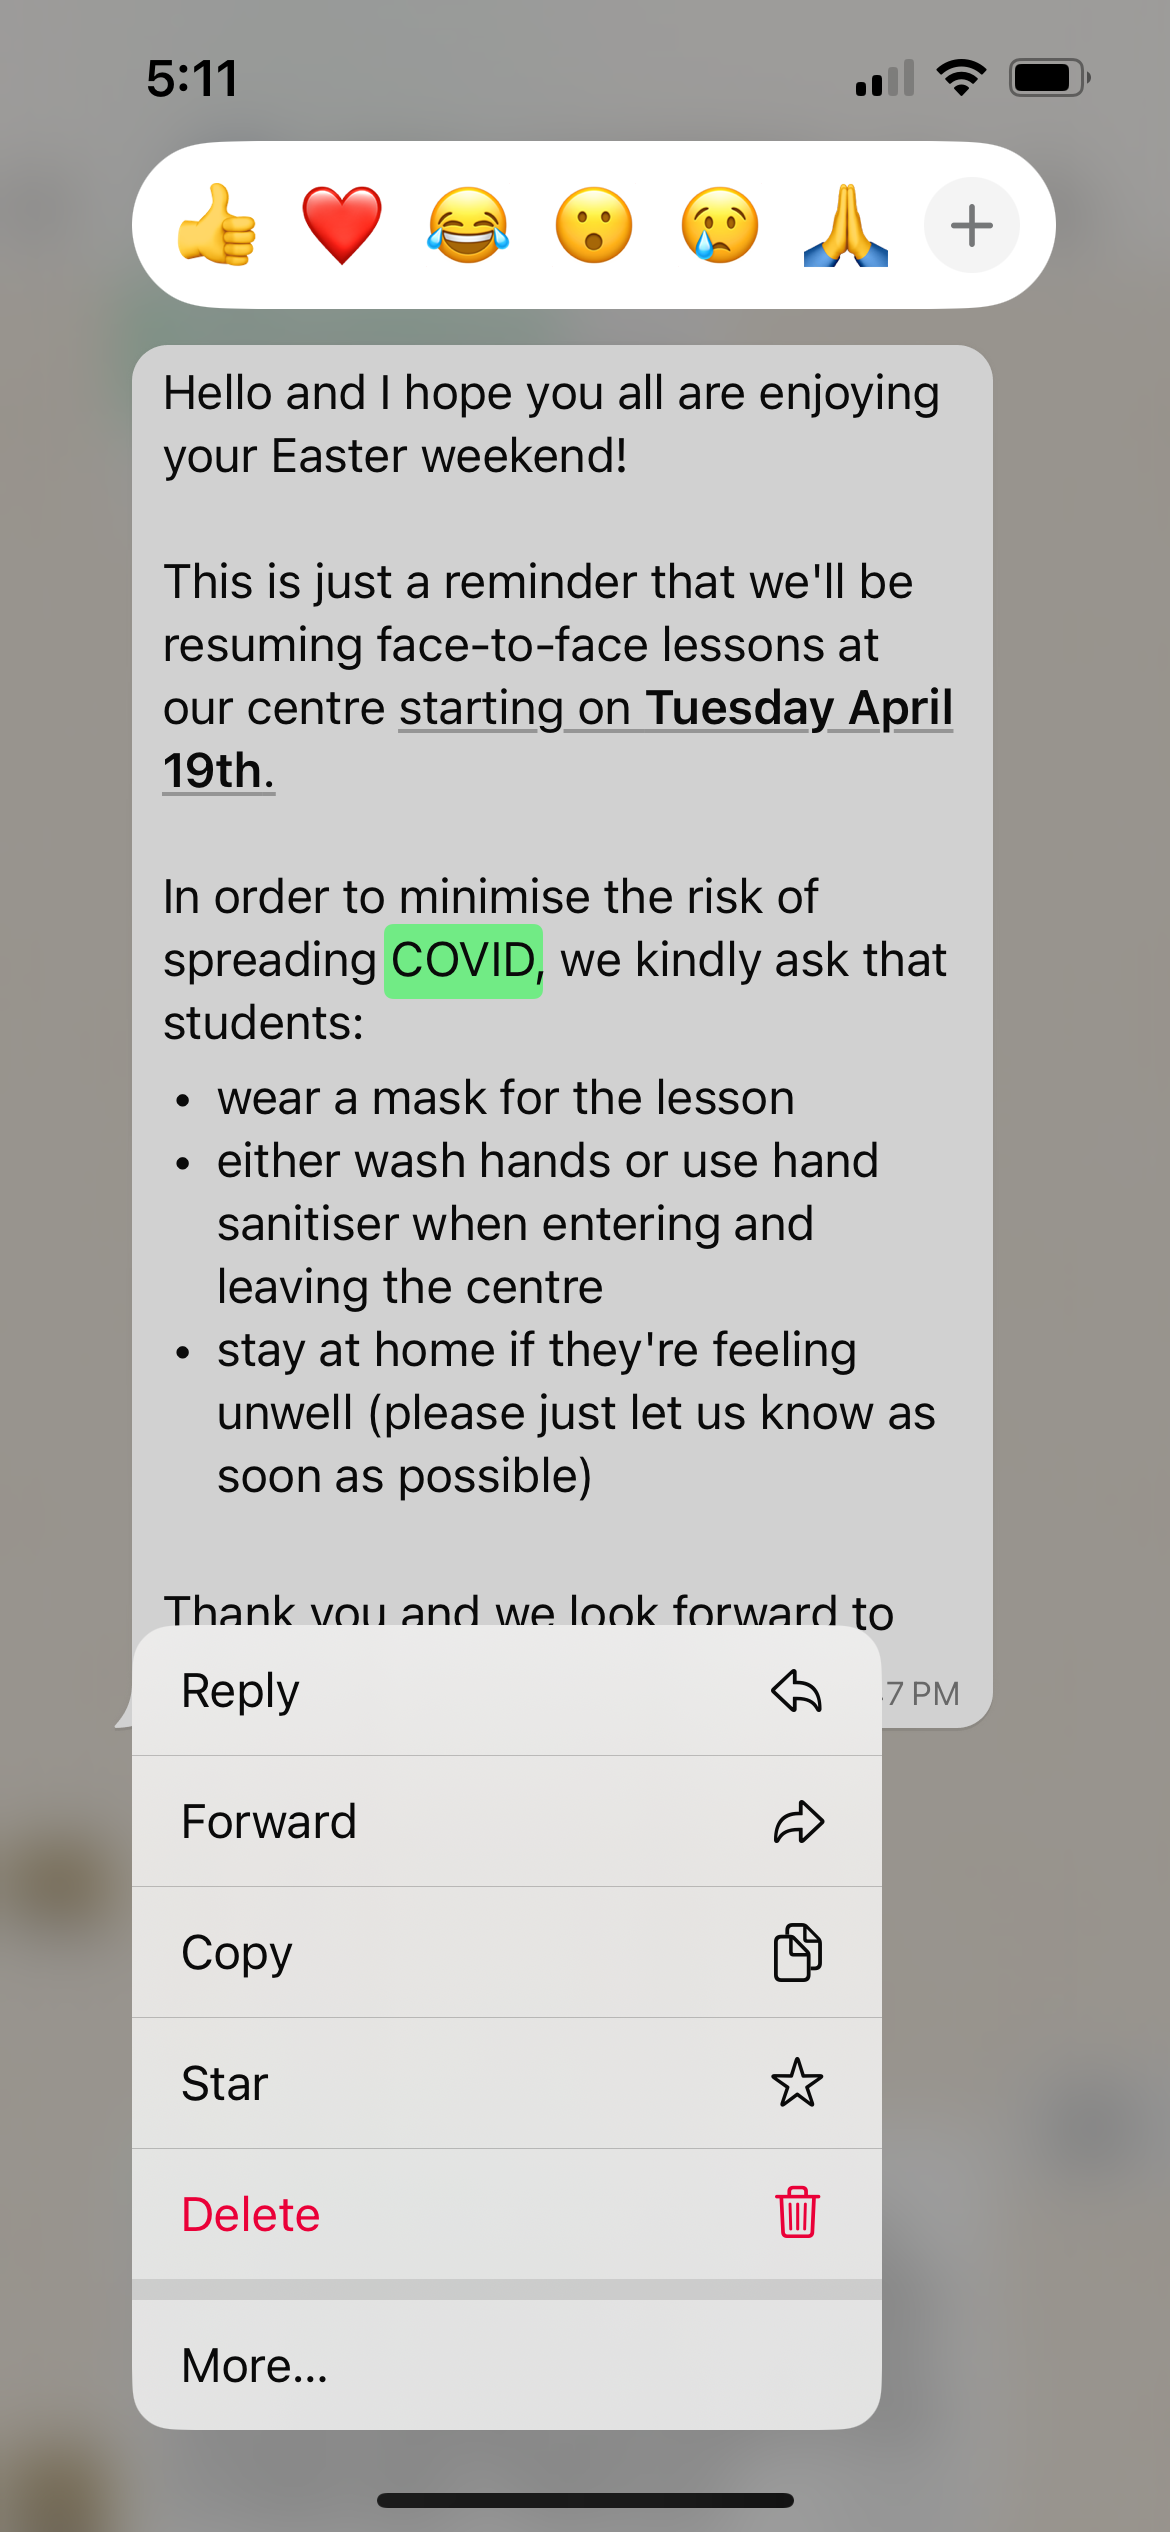 5:11
Hello and I hope you all are enjoying
your Easter weekend!
This is just a reminder that we'll be
resuming face-to-face lessons at
our centre starting on Tuesday April
19th.
In order to minimise the risk of
spreading COVID, we kindly ask that
students:
• wear a mask for the lesson
• either wash hands or use hand
sanitiser when entering and
leaving the centre
• stay at home if they're feeling
unwell (please just let us know as
soon as possible)
Thank you and we look forward to
7 PM
Reply
Forward
Copy
Star
Delete
More...